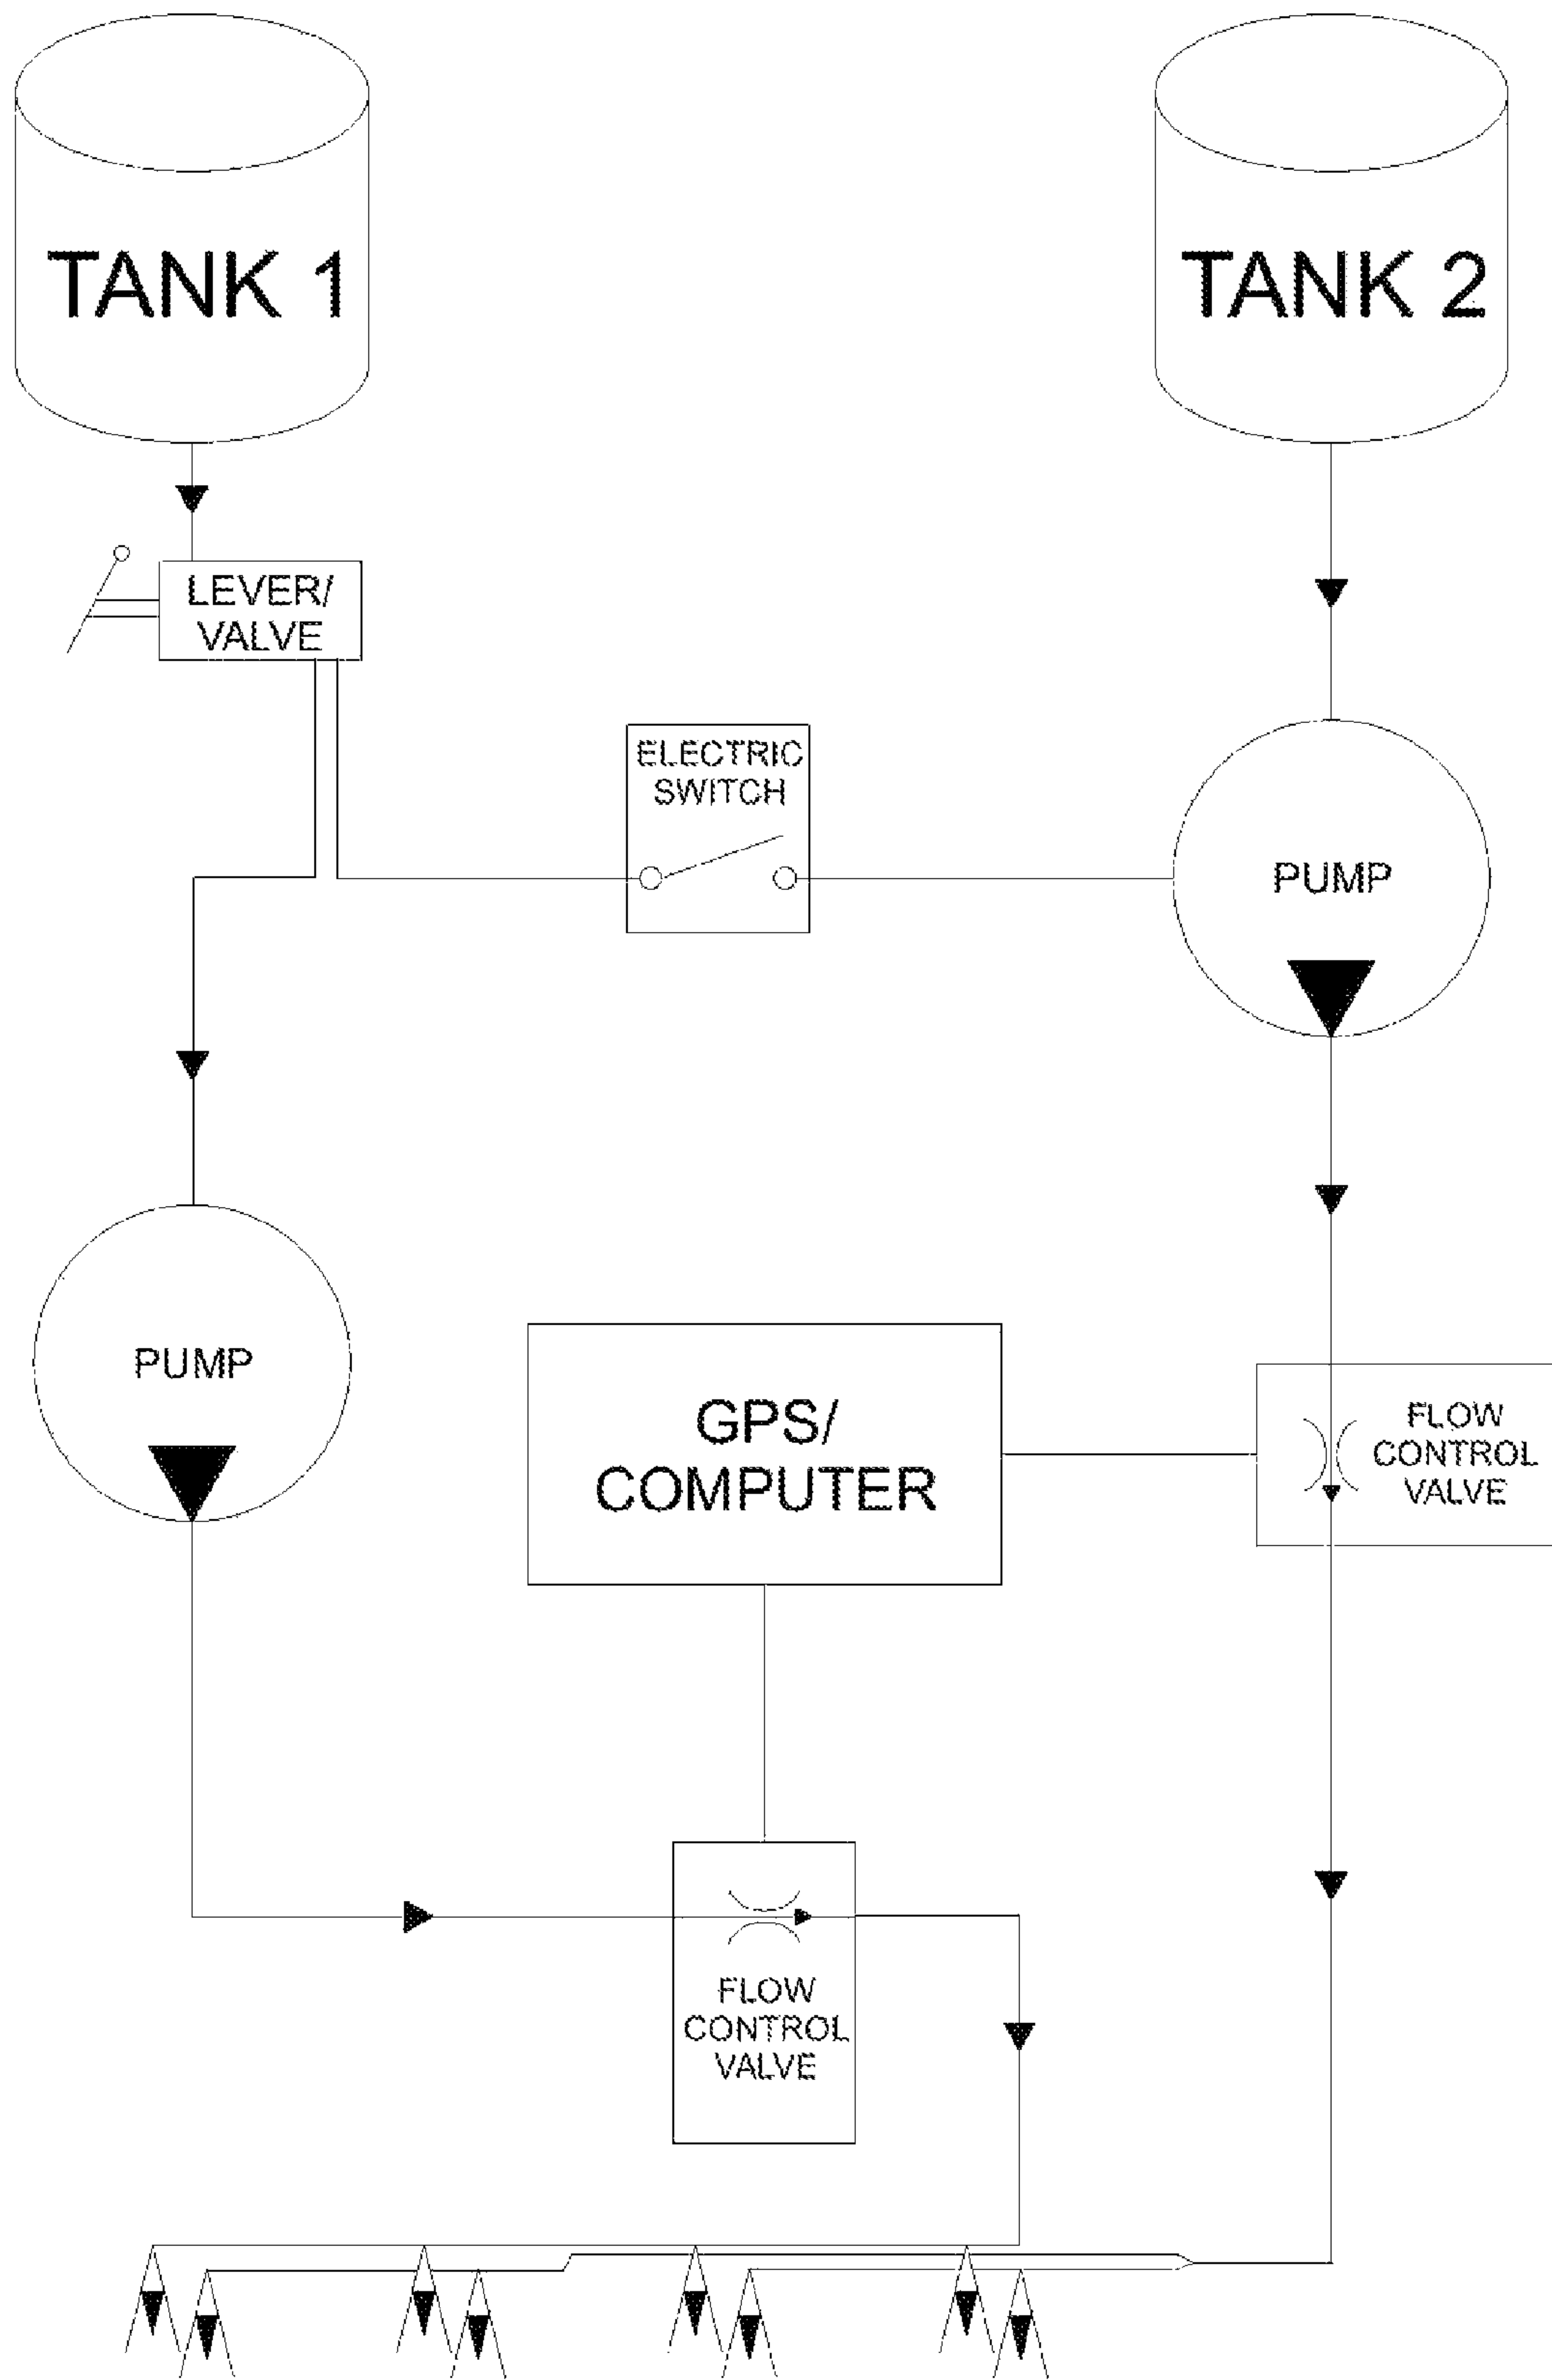 TANK 1
TANK 2
LEVER/
VALVE
ELECTRIC
SWITCH
PUMP
PUMP
GPS/
COMPUTER
FLOW
CONTROL
VALVE
FLOW
CONTROL
VALVE